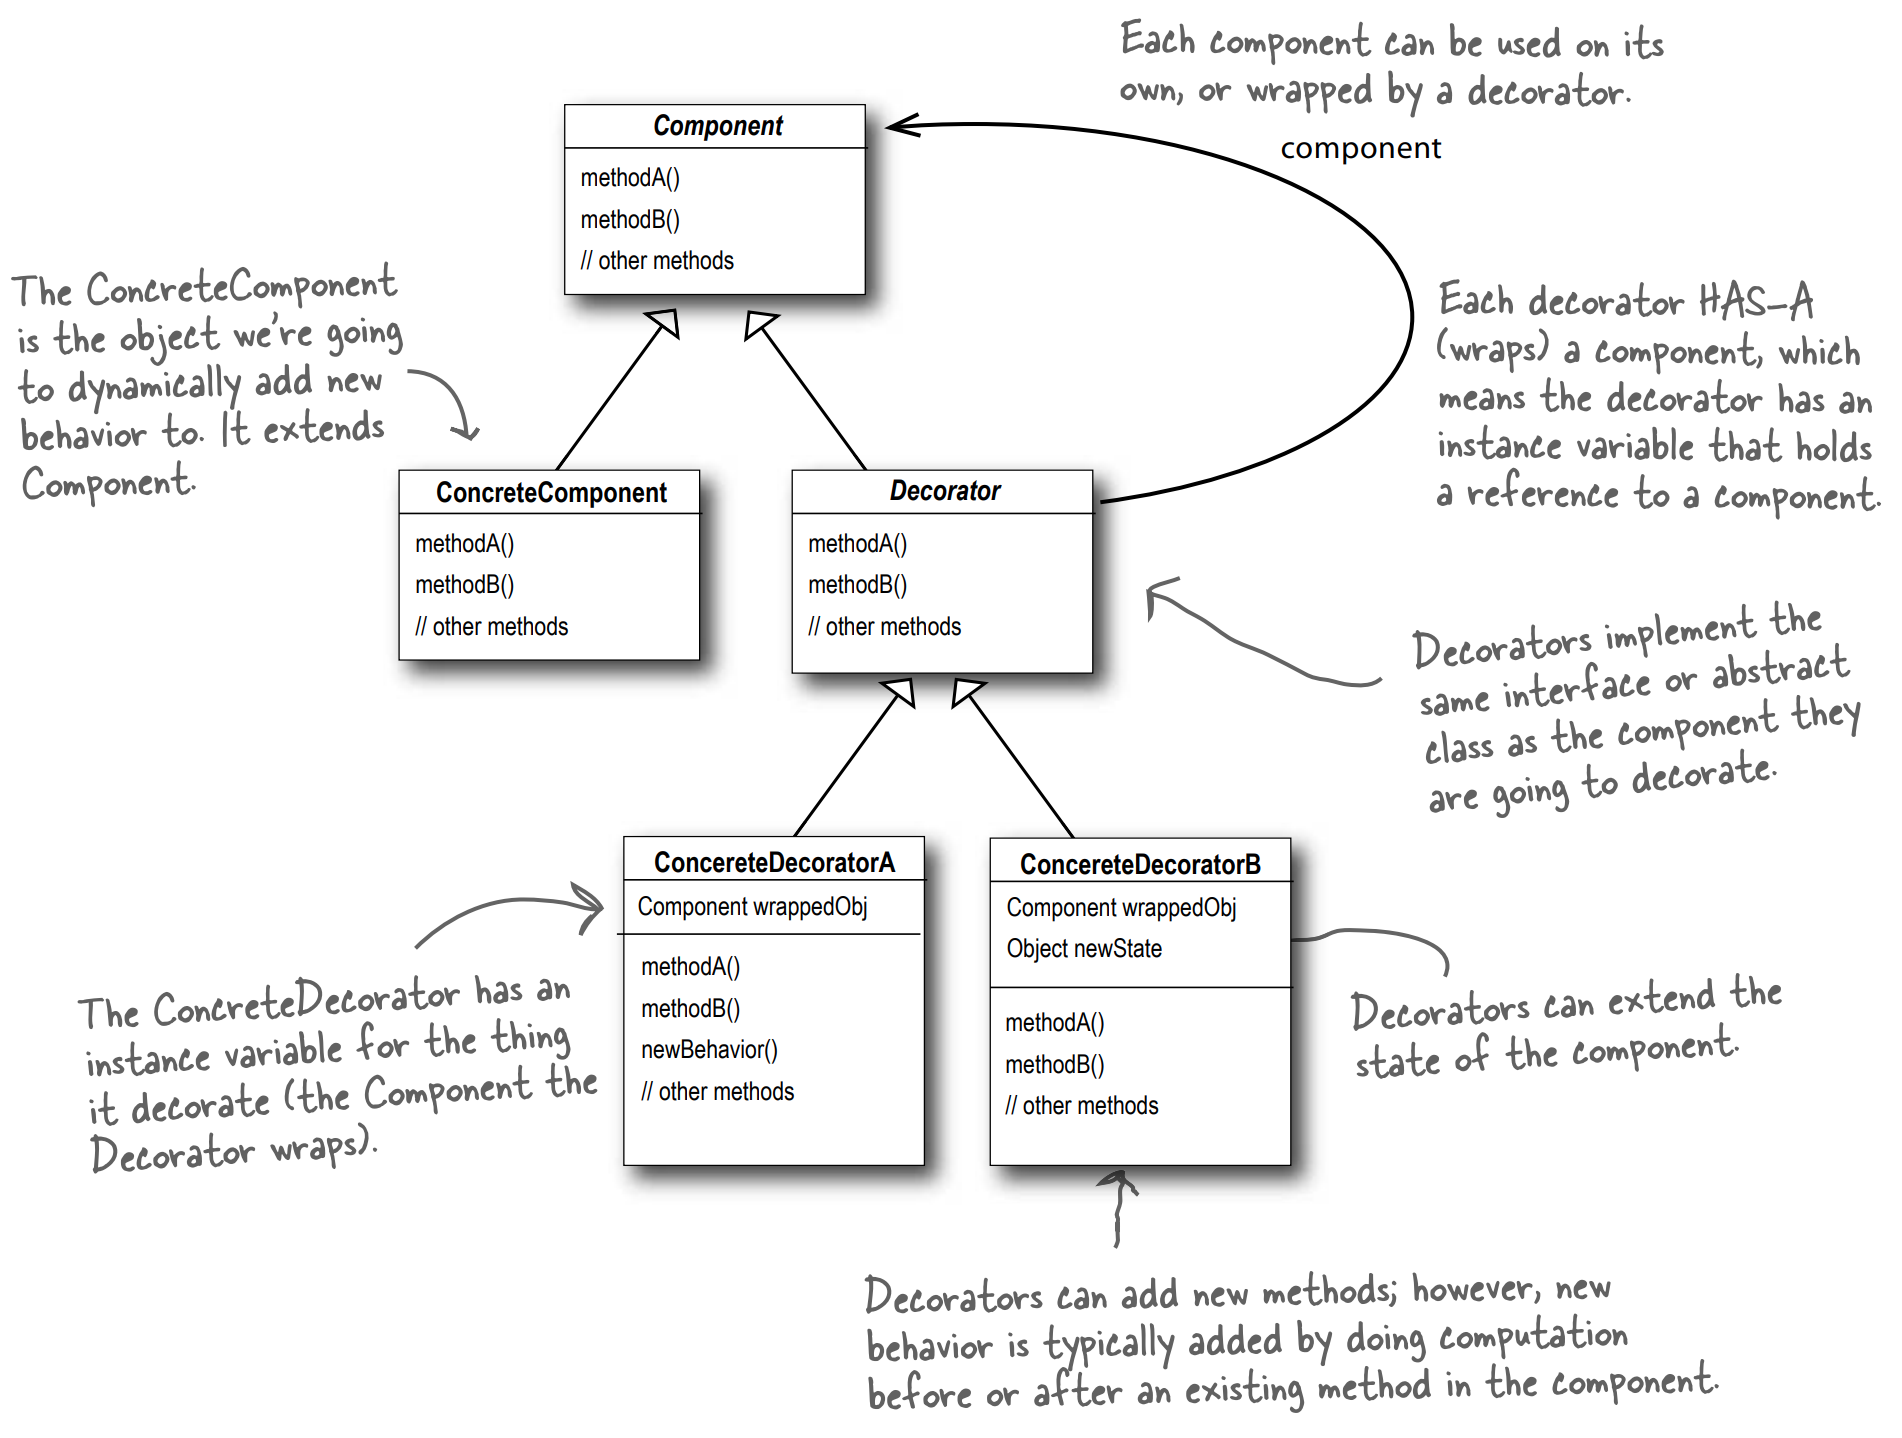 Each component can be used on its
own, or wrapped by a decorator.
component
Component
methodA()
methodB()
// other methods
The ConcreteComponent
is the object we're going
to dynamically add new
behavior to. It extends
Component.
Each decorator HAS-A
(wraps) a component, which
means the decorator has an
instance variable that holds
a reference to a component.
ConcreteComponent
methodA()
methodB()
// other methods
Decorator
methodA()
methodB()
// other methods
Decorators implement the
same interface or abstract
class as the component they
are going to decorate.
ConcereteDecoratorA
Component wrappedObj
methodA()
methodB()
newBehavior()
// other methods
ConcereteDecoratorB
Component wrappedObj
Object newState
methodA()
methodB()
// other methods
The ConcreteDecorator has an
instance variable for the thing
it decorate (the Component the
Decorator wraps).
Decorators can extend the
state of the component.
Decorators can add new methods; however, new
behavior is typically added by doing computation
before or after an existing method in the component.